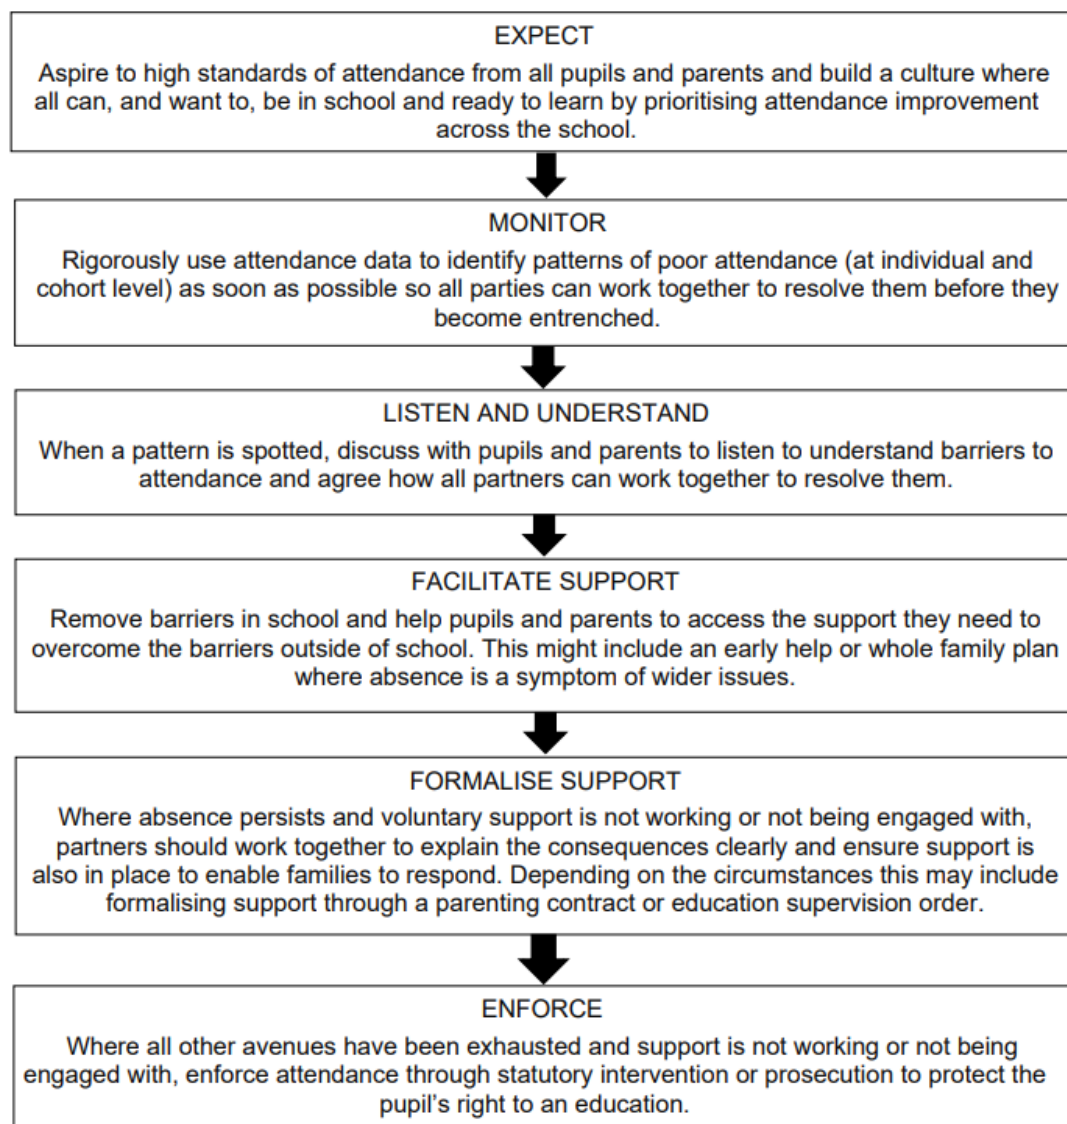 EXPECT
Aspire to high standards of attendance from all pupils and parents and build a culture where
all can, and want to, be in school and ready to learn by prioritising attendance improvement
across the school.
MONITOR
Rigorously use attendance data to identify patterns of poor attendance (at individual and
cohort level) as soon as possible so all parties can work together to resolve them before they
become entrenched.
LISTEN AND UNDERSTAND
When a pattern is spotted, discuss with pupils and parents to listen to understand barriers to
attendance and agree how all partners can work together to resolve them.
FACILITATE SUPPORT
Remove barriers in school and help pupils and parents to access the support they need to
overcome the barriers outside of school. This might include an early help or whole family plan
where absence is a symptom of wider issues.
FORMALISE SUPPORT
Where absence persists and voluntary support is not working or not being engaged with,
partners should work together to explain the consequences clearly and ensure support is
also in place to enable families to respond. Depending on the circumstances this may include
formalising support through a parenting contract or education supervision order.
ENFORCE
Where all other avenues have been exhausted and support is not working or not being
engaged with, enforce attendance through statutory intervention or prosecution to protect the
pupil’s right to an education.